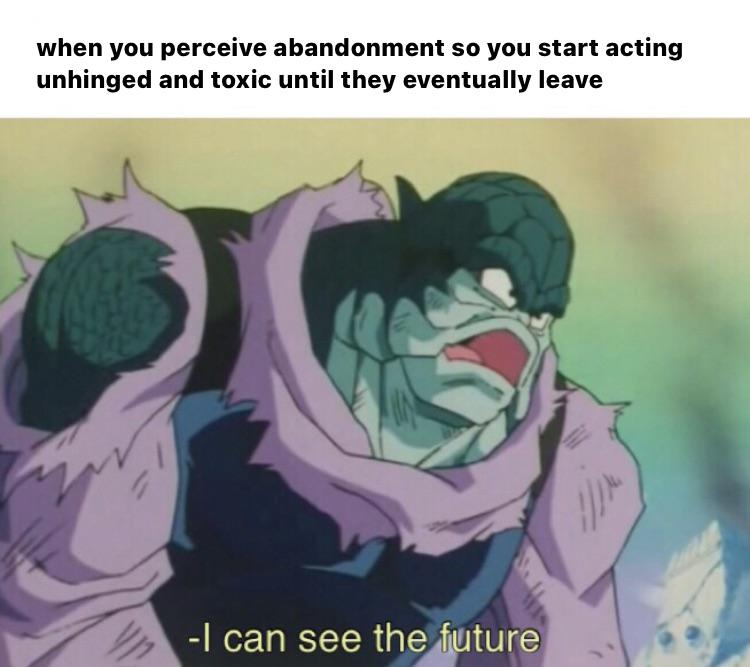 when you perceive abandonment so you start acting
unhinged and toxic until they eventually leave
-I can see the future